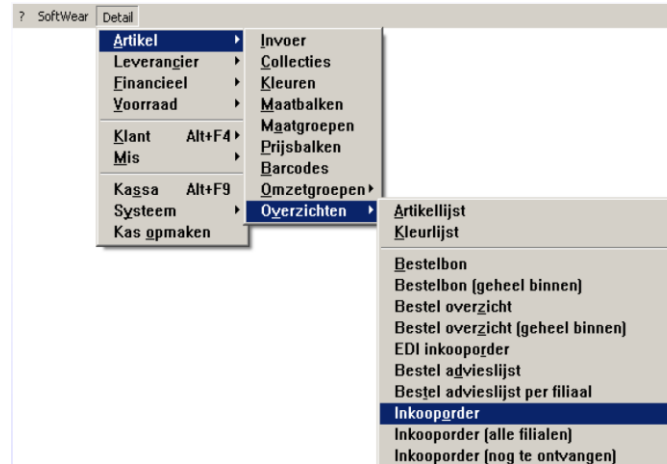 ? SoftWear Detail
Artikel
Leverancier
Financieel
Voorraad
Klant Alt+F4
Mis
Kassa Alt+F9
Systeem
Kas opmaken
Invoer
Collecties
Kleuren
Maatbalken
Maatgroepen
Prijsbalken
Barcodes
Omzetgroepen
Overzichten
Artikellijst
Kleurlijst
Bestelbon
Bestelbon (geheel binnen)
Bestel overzicht
Bestel overzicht (geheel binnen)
EDI inkooporder
Bestel advieslijst
Bestel advieslijst per filiaal
Inkooporder
Inkooporder (alle filialen)
Inkooporder (nog te ontvangen)